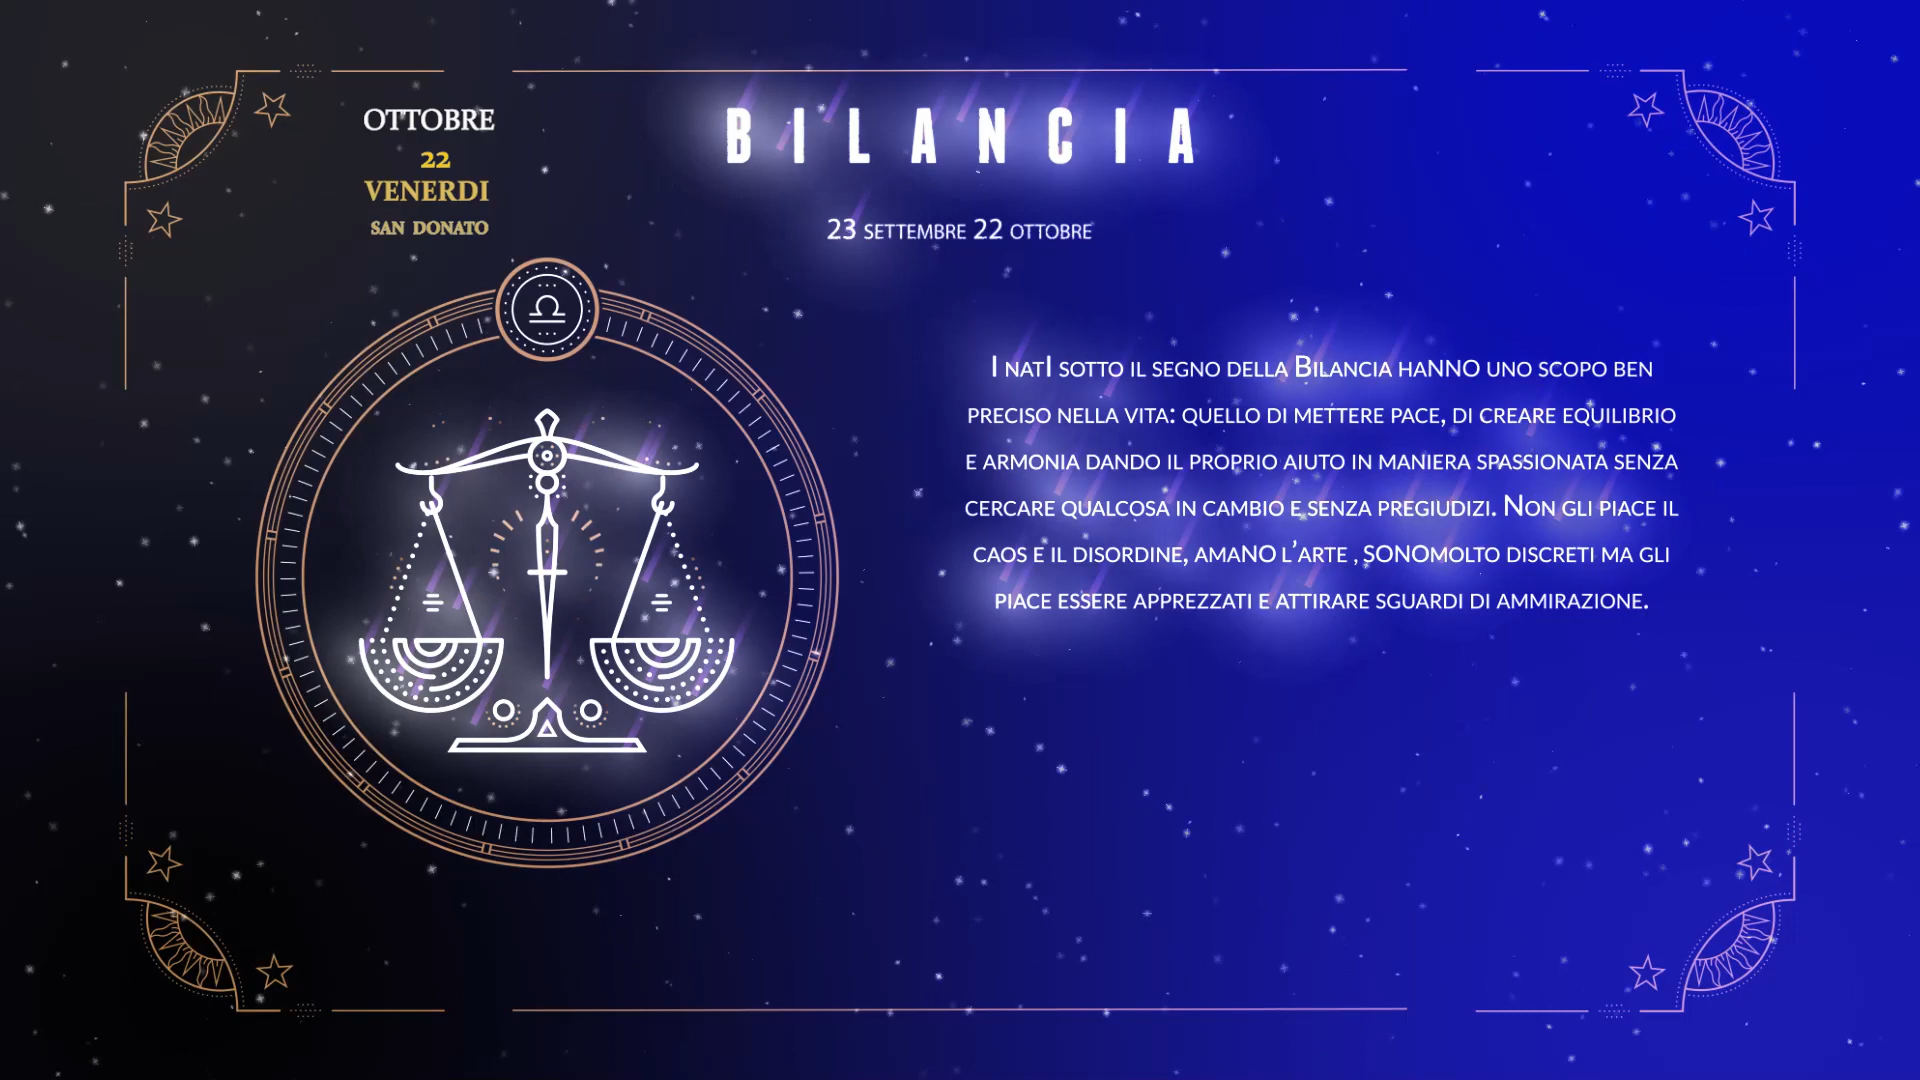 OTTOBRE
22
VENERDI
SAN DONATO
BILANCIA
23 SETTEMBRE 22 OTTOBRE
I NATI SOTTO IL SEGNO DELLA BILANCIA HANNO UNO SCOPO BEN
PRECISO NELLA VITA: QUELLO DI METTERE PACE, DI CREARE EQUILIBRIO
E ARMONIA DANDO IL PROPRIO AIUTO IN MANIERA SPASSIONATA SENZA
CERCARE QUALCOSA IN CAMBIO E SENZA PREGIUDIZI. NON GLI PIACE IL
CAOS E IL DISORDINE, AMANO L'ARTE , SONOMOLTO DISCRETI MA GLI
PIACE ESSERE APPREZZATI E ATTIRARE SGUARDI DI AMMIRAZIONE.